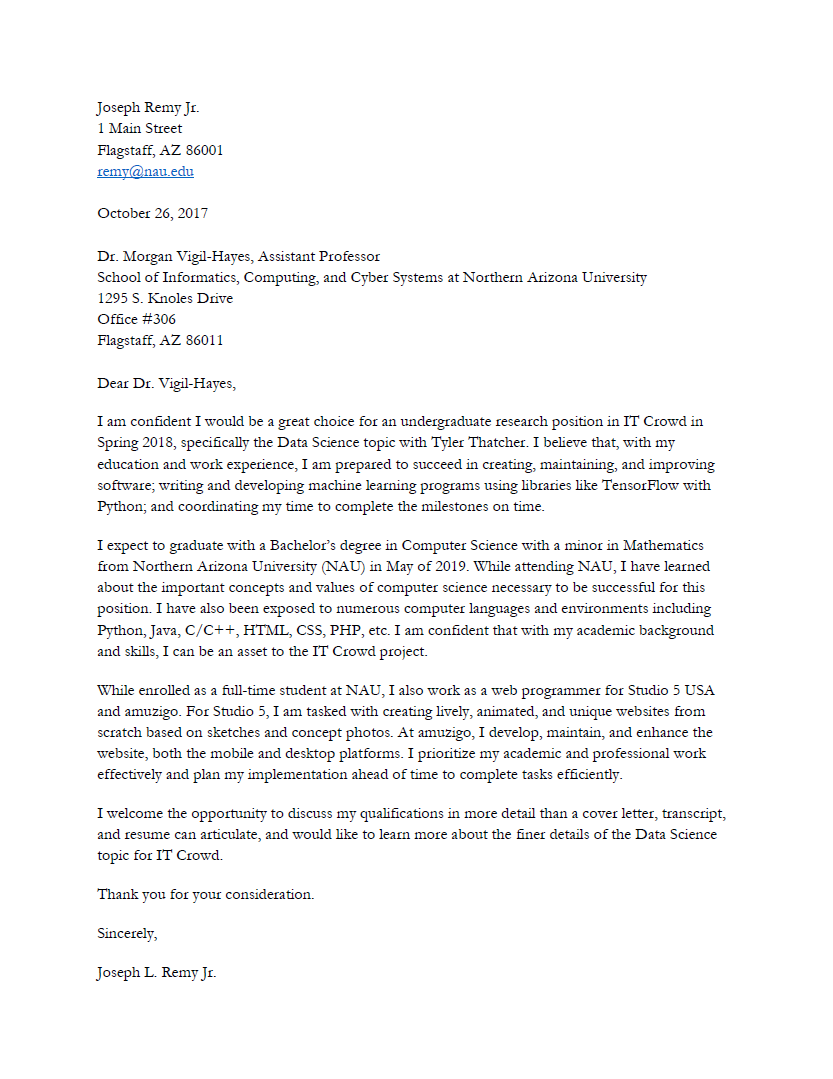 Joseph Remy Jr.
1 Main Street
Flagstaff, AZ 86001
remy@nau.edu
October 26, 2017
Dr. Morgan Vigil-Hayes, Assistant Professor
School of Informatics, Computing, and Cyber Systems at Northern Arizona University
1295 S. Knoles Drive
Office #306
Flagstaff, AZ 86011
Dear Dr. Vigil-Hayes,
I am confident I would be a great choice for an undergraduate research position in IT Crowd in
Spring 2018, specifically the Data Science topic with Tyler Thatcher. I believe that, with my
education and work experience, I am prepared to succeed in creating, maintaining, and improving
software; writing and developing machine learning programs using libraries like TensorFlow with
Python; and coordinating my time to complete the milestones on time.
I expect to graduate with a Bachelor’s degree in Computer Science with a minor in Mathematics
from Northern Arizona University (NAU) in May of 2019. While attending NAU, I have learned
about the important concepts and values of computer science necessary to be successful for this
position. I have also been exposed to numerous computer languages and environments including
Python, Java, C/C++, HTML, CSS, PHP, etc. I am confident that with my academic background
and skills, I can be an asset to the IT Crowd project.
While enrolled as a full-time student at NAU, I also work as a web programmer for Studio 5 USA
and amuzigo. For Studio 5, I am tasked with creating lively, animated, and unique websites from
scratch based on sketches and concept photos. At amuzigo, I develop, maintain, and enhance the
website, both the mobile and desktop platforms. I prioritize my academic and professional work
effectively and plan my implementation ahead of time to complete tasks efficiently.
I welcome the opportunity to discuss my qualifications in more detail than a cover letter, transcript,
and resume can articulate, and would like to learn more about the finer details of the Data Science
topic for IT Crowd.
Thank you for your consideration.
Sincerely,
Joseph L. Remy Jr.